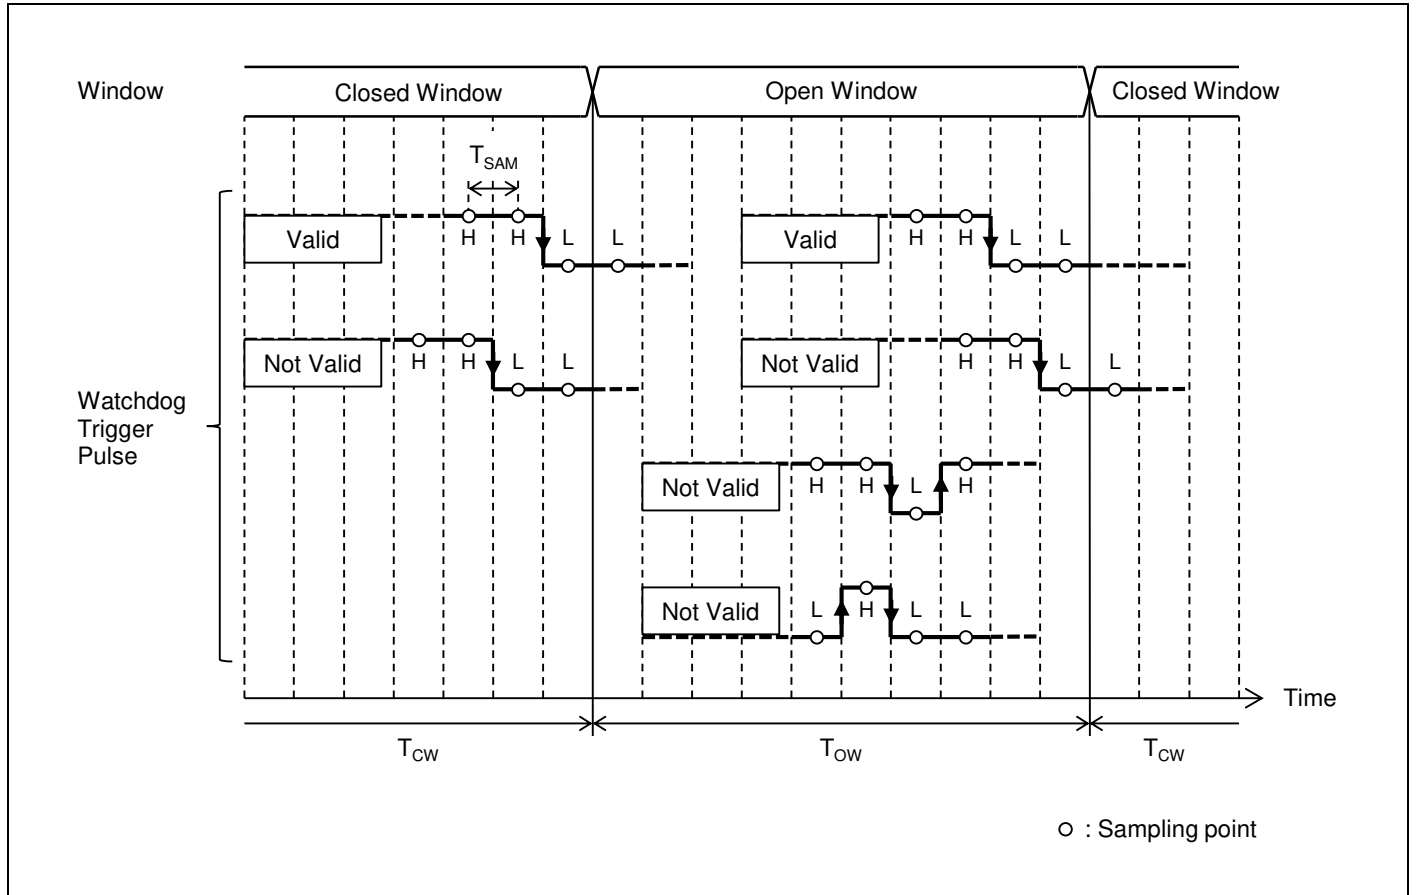 Window
Closed Window
Open Window
Closed Window
TSAM
Valid
H H L L
Valid
H H L L
Not Valid
H H L L
Not Valid
H H L L
Watchdog
Trigger
Pulse
Not Valid
H H L H
Not Valid
L H L L
Time
TCW
TOW
TCW
: Sampling point